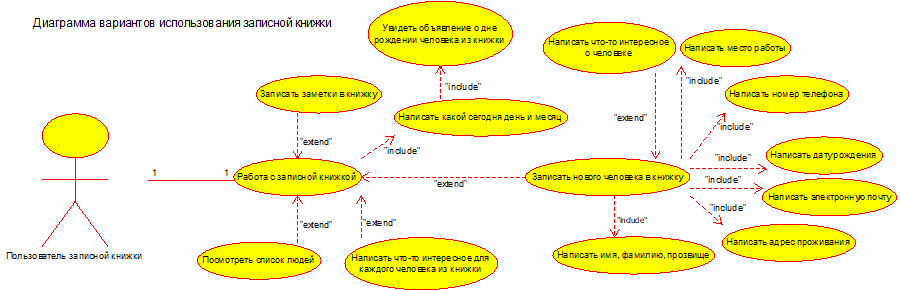 Диаграмма вариантов использования записной книжки
Увидеть объявление о дне
рождении человека из книжки
Написать что-то интересное
о человеке
Написать место работы
"include"
Записать заметки в книжку
Написать номер телефона
Написать какой сегодня день и месяц
"extend"
"include"
"extend"
"include"
"include"
Написать дату рождения
1
1
Работа с записной книжкой
"extend"
Записать нового человека в книжку
"include"
Написать электронную почту
"include"
"extend"
"extend"
"include"
Написать адрес проживания
Пользователь записной книжки
Посмотреть список людей
Написать что-то интересное для
каждого человека из книжки
Написать имя, фамилию, прозвище